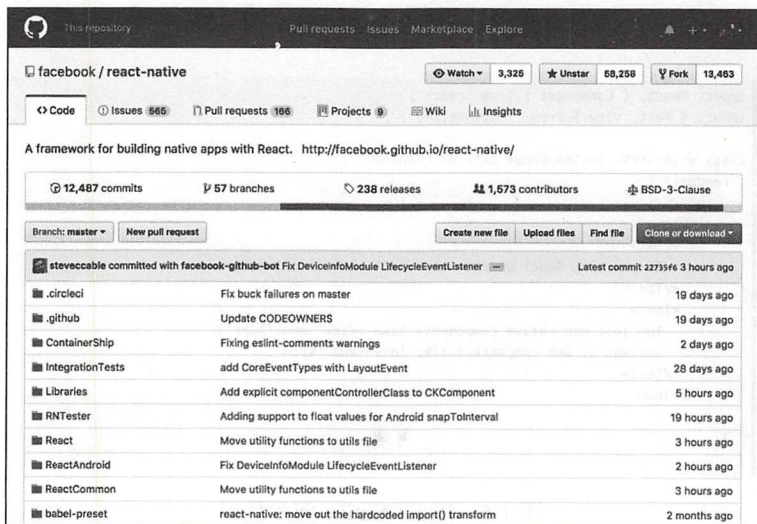 This repository Pull requests Issues Marketplace Explore
facebook / react-native Watch 3,325 Unstar 58,258 Fork 13,463
Code Issues 565 Pull requests 166 Projects 9 Wiki Insights
A framework for building native apps with React. http://facebook.github.io/react-native/
12,487 commits 57 branches 238 releases 1,573 contributors BSD-3-Clause
Branch: master New pull request Create new file Upload files Find file Clone or download
steveccable committed with facebook-github-bot Fix DeviceInfoModule LifecycleEventListener Latest commit 22735f6 3 hours ago
.circleci Fix buck failures on master 19 days ago
.github Update CODEOWNERS 19 days ago
ContainerShip Fixing eslint-comments warnings 2 days ago
IntegrationTests add CoreEventTypes with LayoutEvent 28 days ago
Libraries Add explicit componentControllerClass to CKComponent 5 hours ago
RNTester Adding support to float values for Android snapToInterval 19 hours ago
React Move utility functions to utils file 3 hours ago
ReactAndroid Fix DeviceInfoModule LifecycleEventListener 2 hours ago
ReactCommon Move utility functions to utils file 3 hours ago
babel-preset react-native: move out the hardcoded import() transform 2 months ago